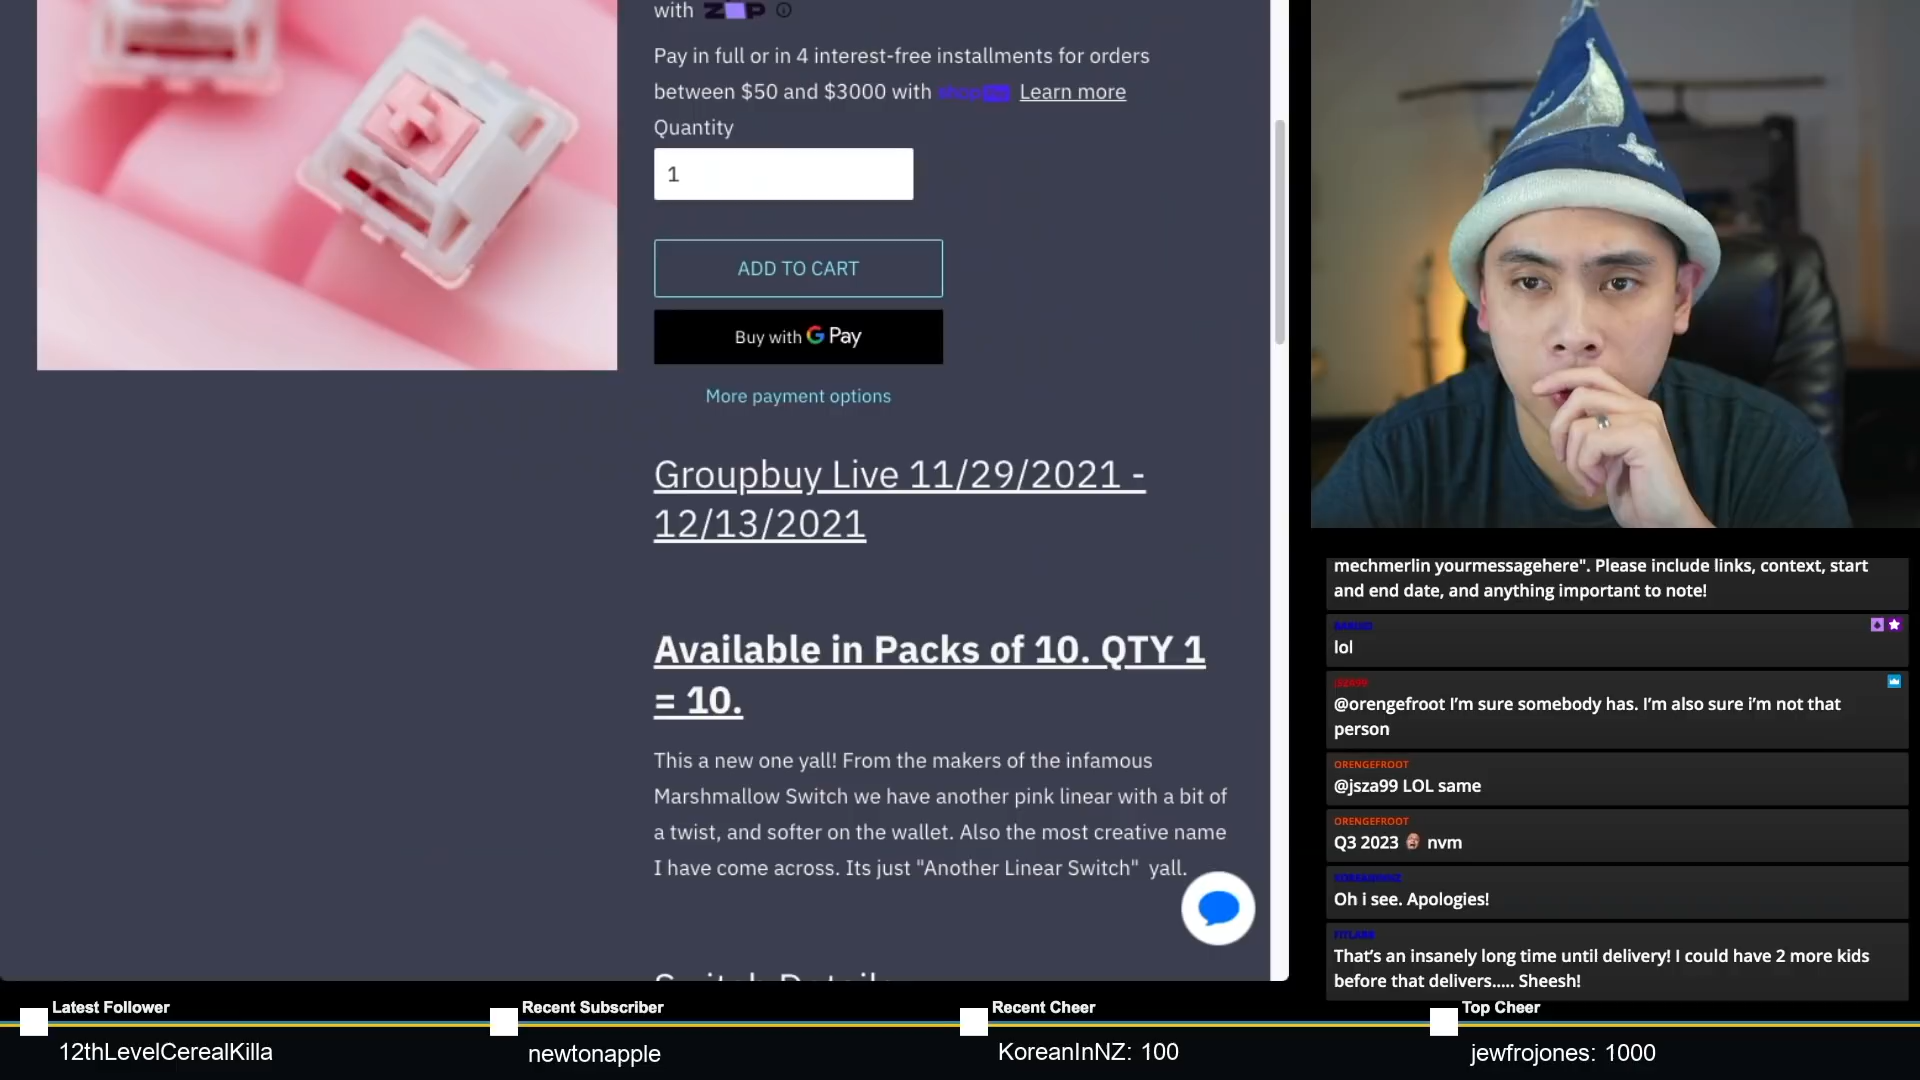 with ZIP
Pay in full or in 4 interest-free installments for orders
between $50 and $3000 with shop Learn more
Quantity
1
ADD TO CART
Buy with G Pay
More payment options
Groupbuy Live 11/29/2021 -
12/13/2021
Available in Packs of 10. QTY 1
= 10.
This a new one yall! From the makers of the infamous
Marshmallow Switch we have another pink linear with a bit of
a twist, and softer on the wallet. Also the most creative name
I have come across. Its just "Another Linear Switch" yall.
Switch Details
mechmerlin yourmessagehere". Please include links, context, start
and end date, and anything important to note!
lol
JSZA99
@orengefroot I'm sure somebody has. I'm also sure i'm not that
person
ORENGEFROOT
@jsza99 LOL same
ORENGEFROOT
Q3 2023 nvm
Oh i see. Apologies!
That's an insanely long time until delivery! I could have 2 more kids
before that delivers..... Sheesh!
Latest Follower
12thLevelCerealKilla
Recent Subscriber
newtonapple
Recent Cheer
KoreanInNZ: 100
Top Cheer
jewfrojones: 1000